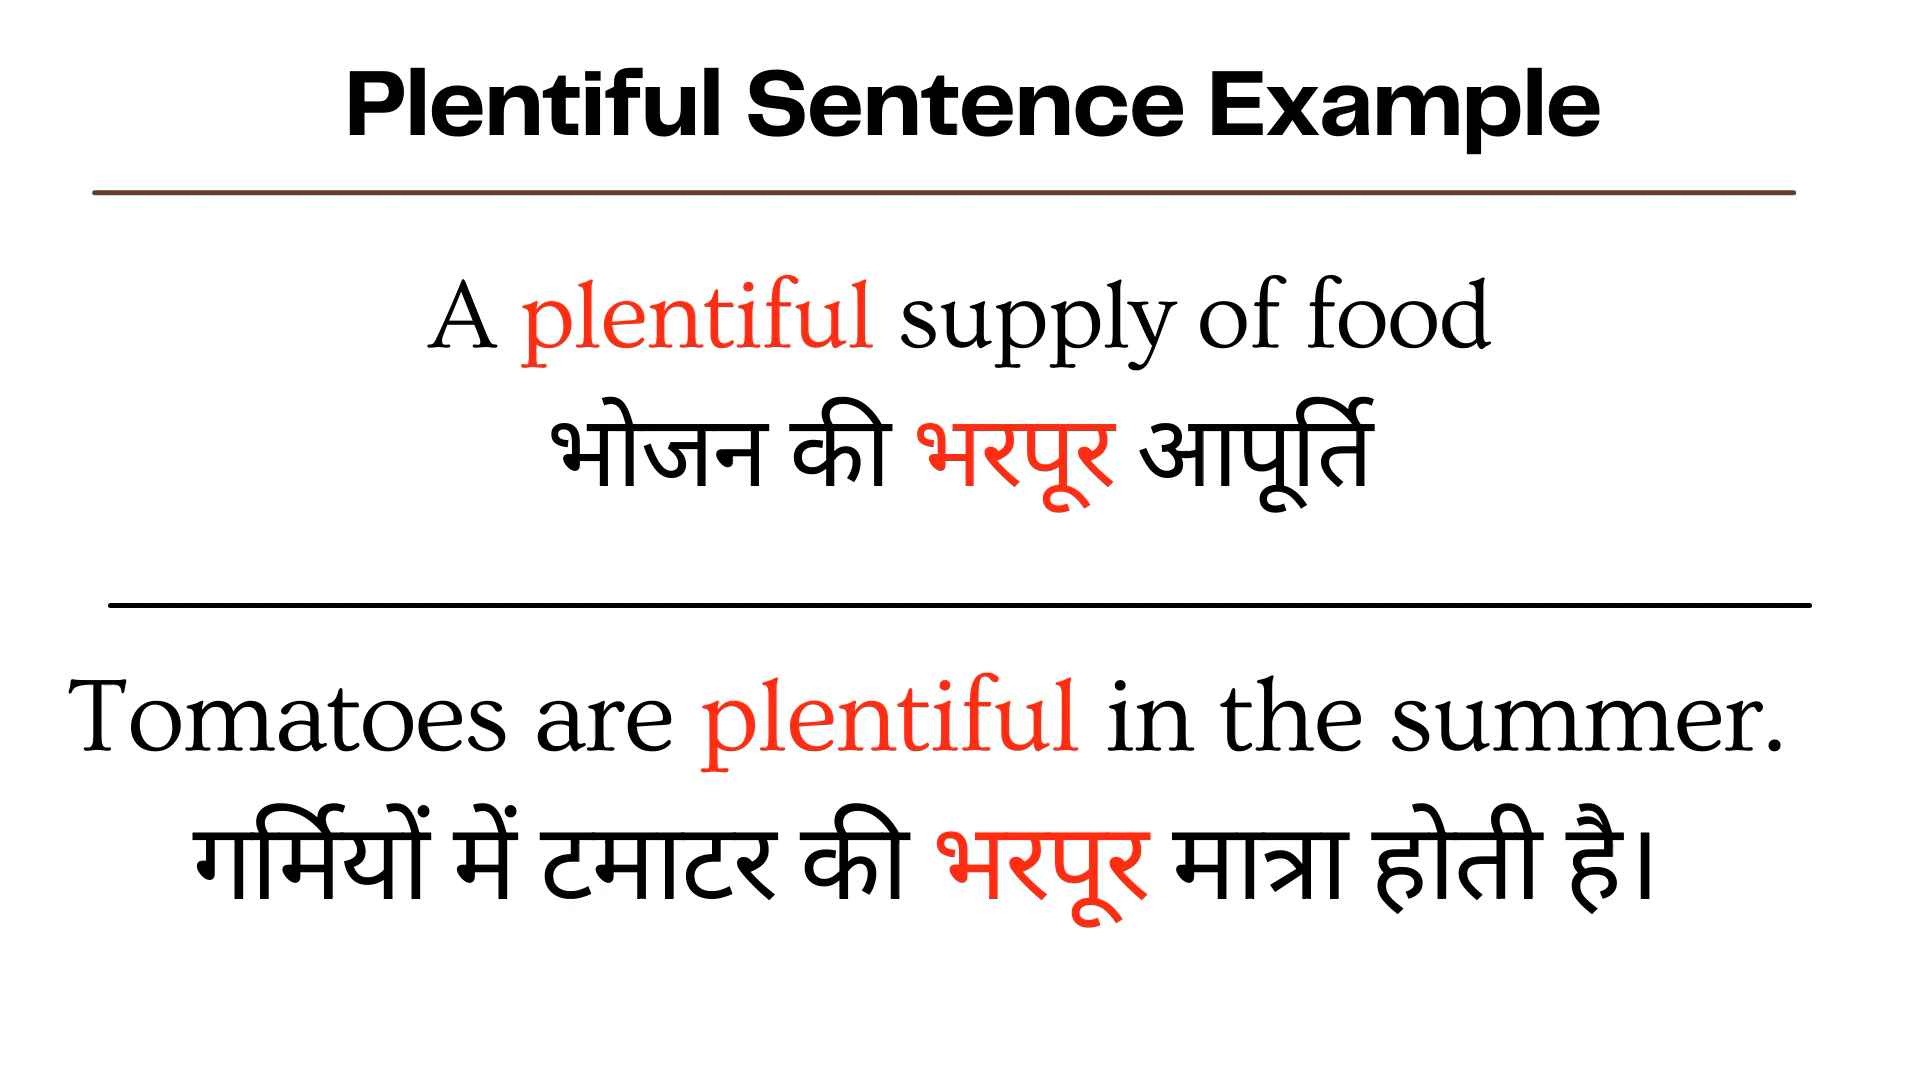 Plentiful Sentence Example
A plentiful supply of food
भोजन की भरपूर आपूर्ति
Tomatoes are plentiful in the summer.
गर्मियों में टमाटर की भरपूर मात्रा होती है।